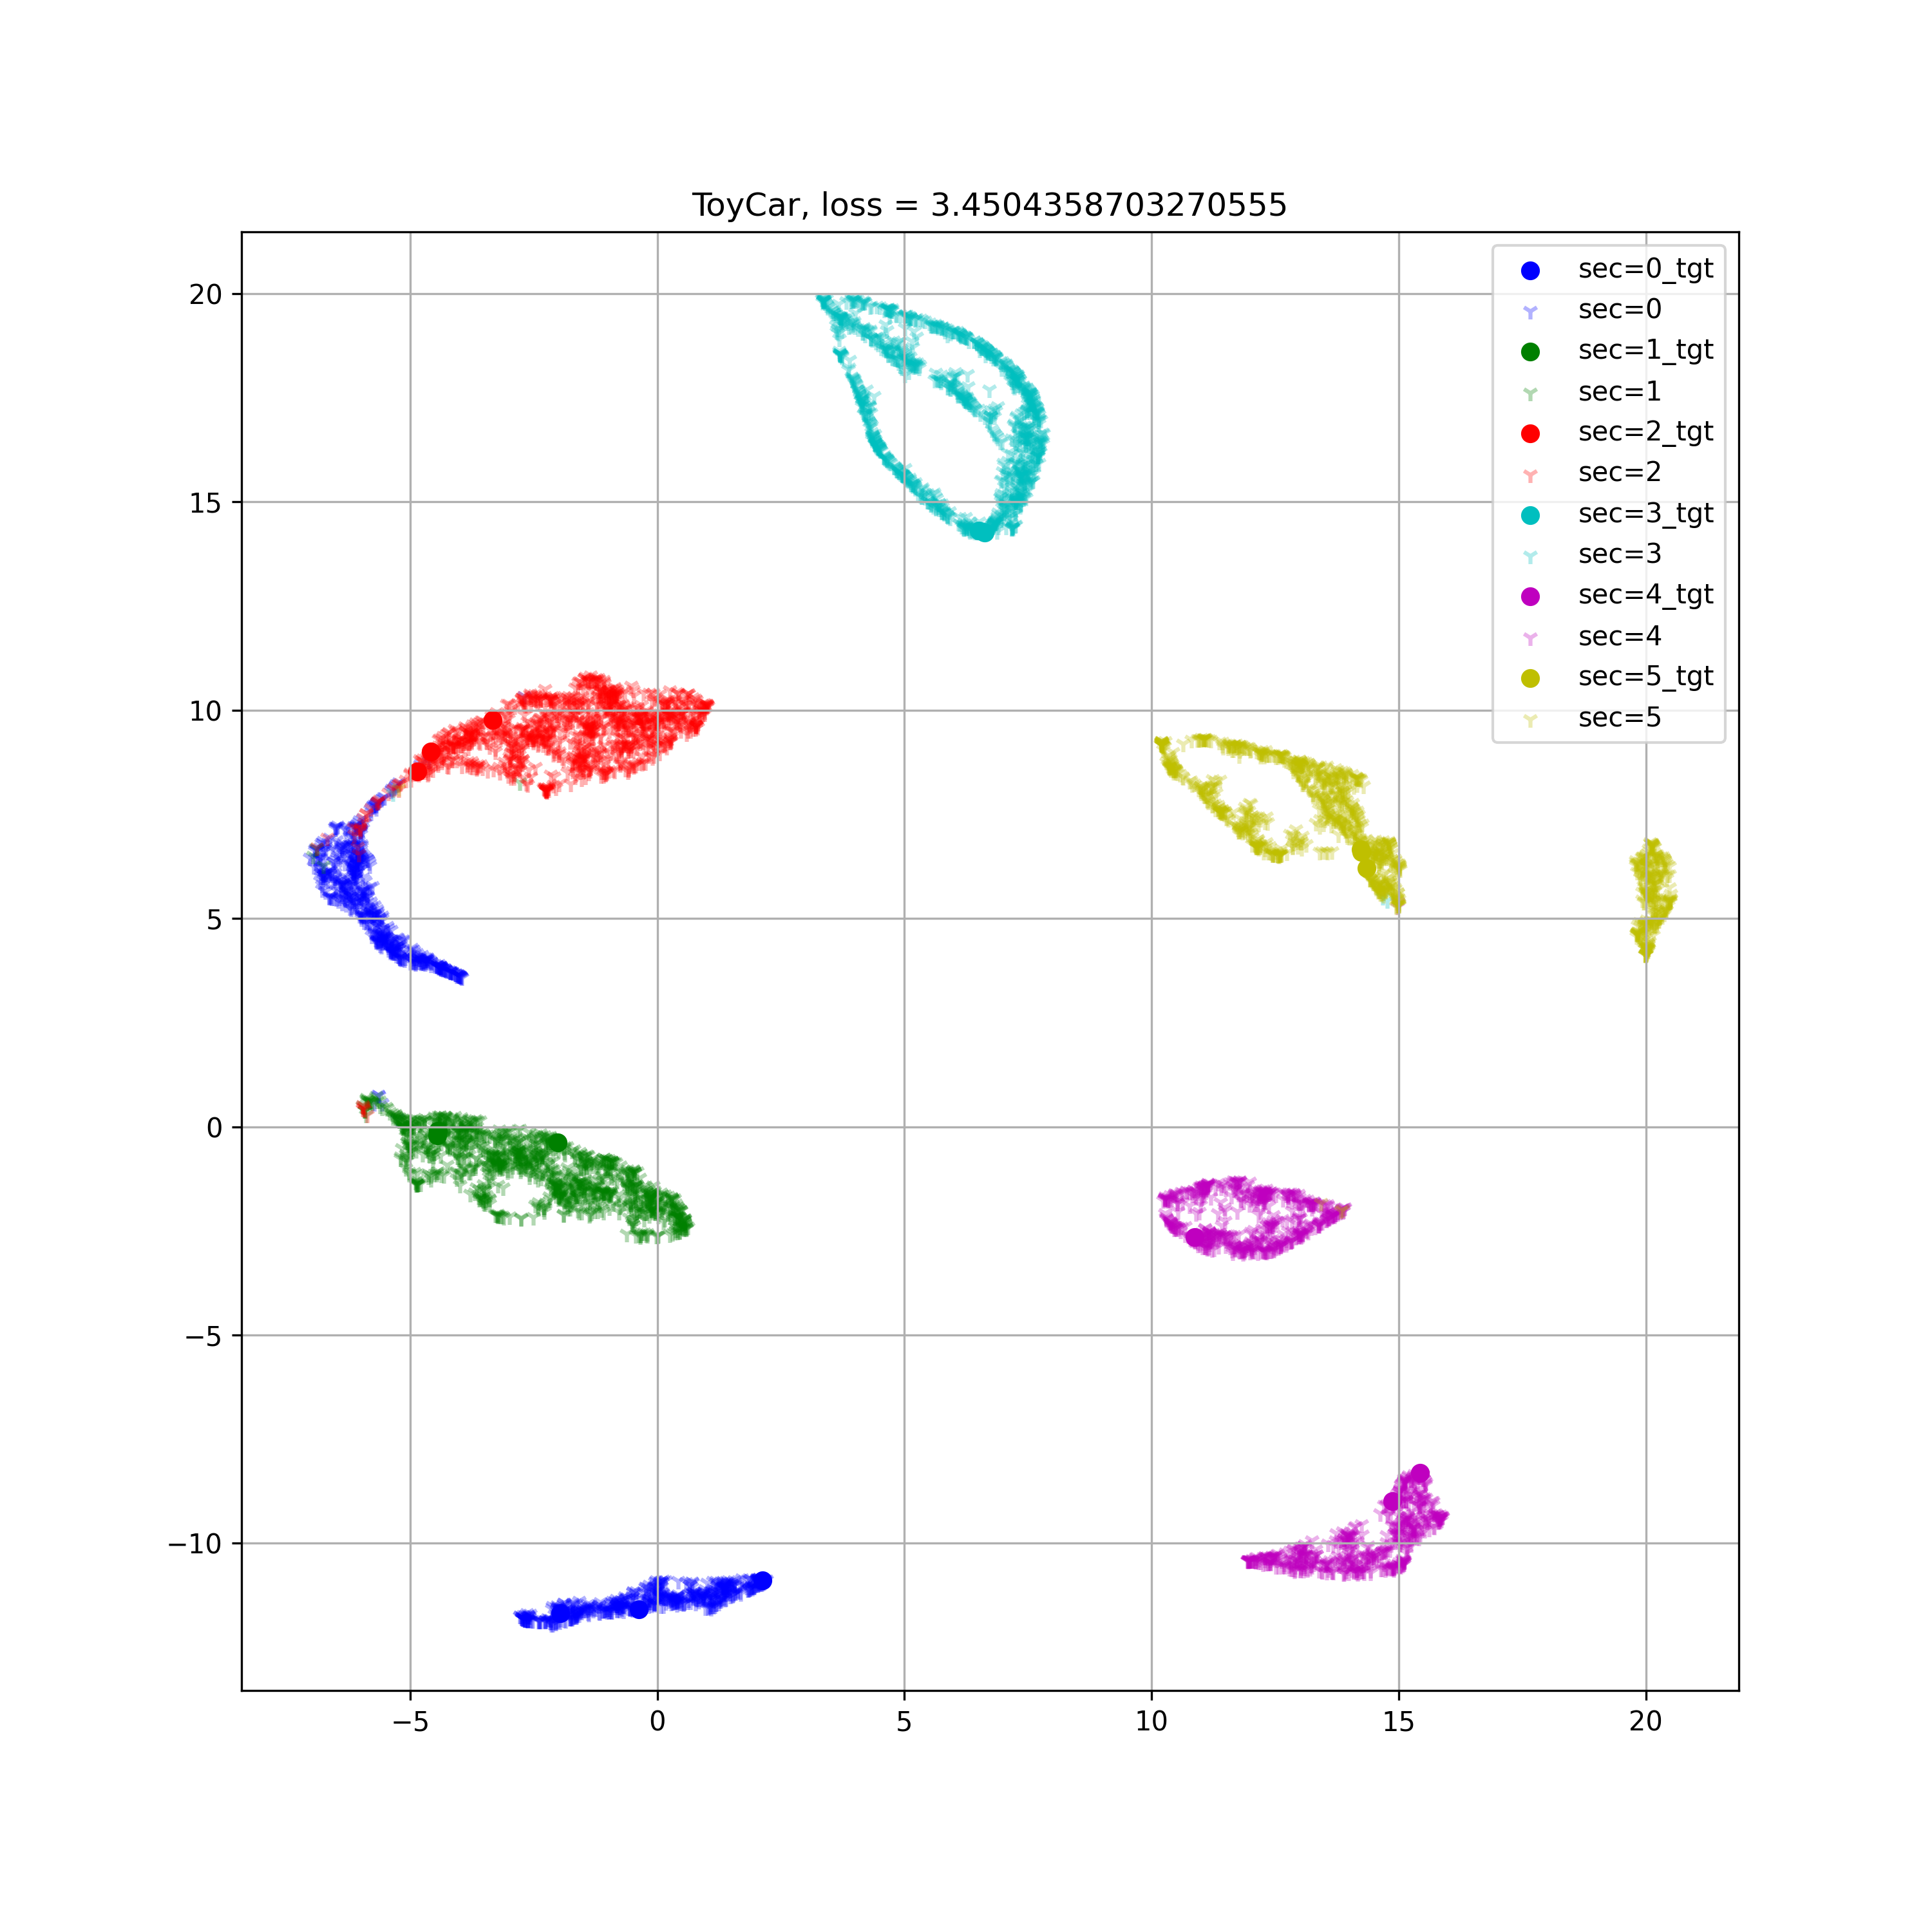 ToyCar, loss = 3.4504358703270555
sec=0_tgt
sec=0
sec=1_tgt
sec=1
sec=2_tgt
sec=2
sec=3_tgt
sec=3
sec=4_tgt
sec=4
sec=5_tgt
sec=5
20
15
10
5
0
−5
−10
−5 0 5 10 15 20